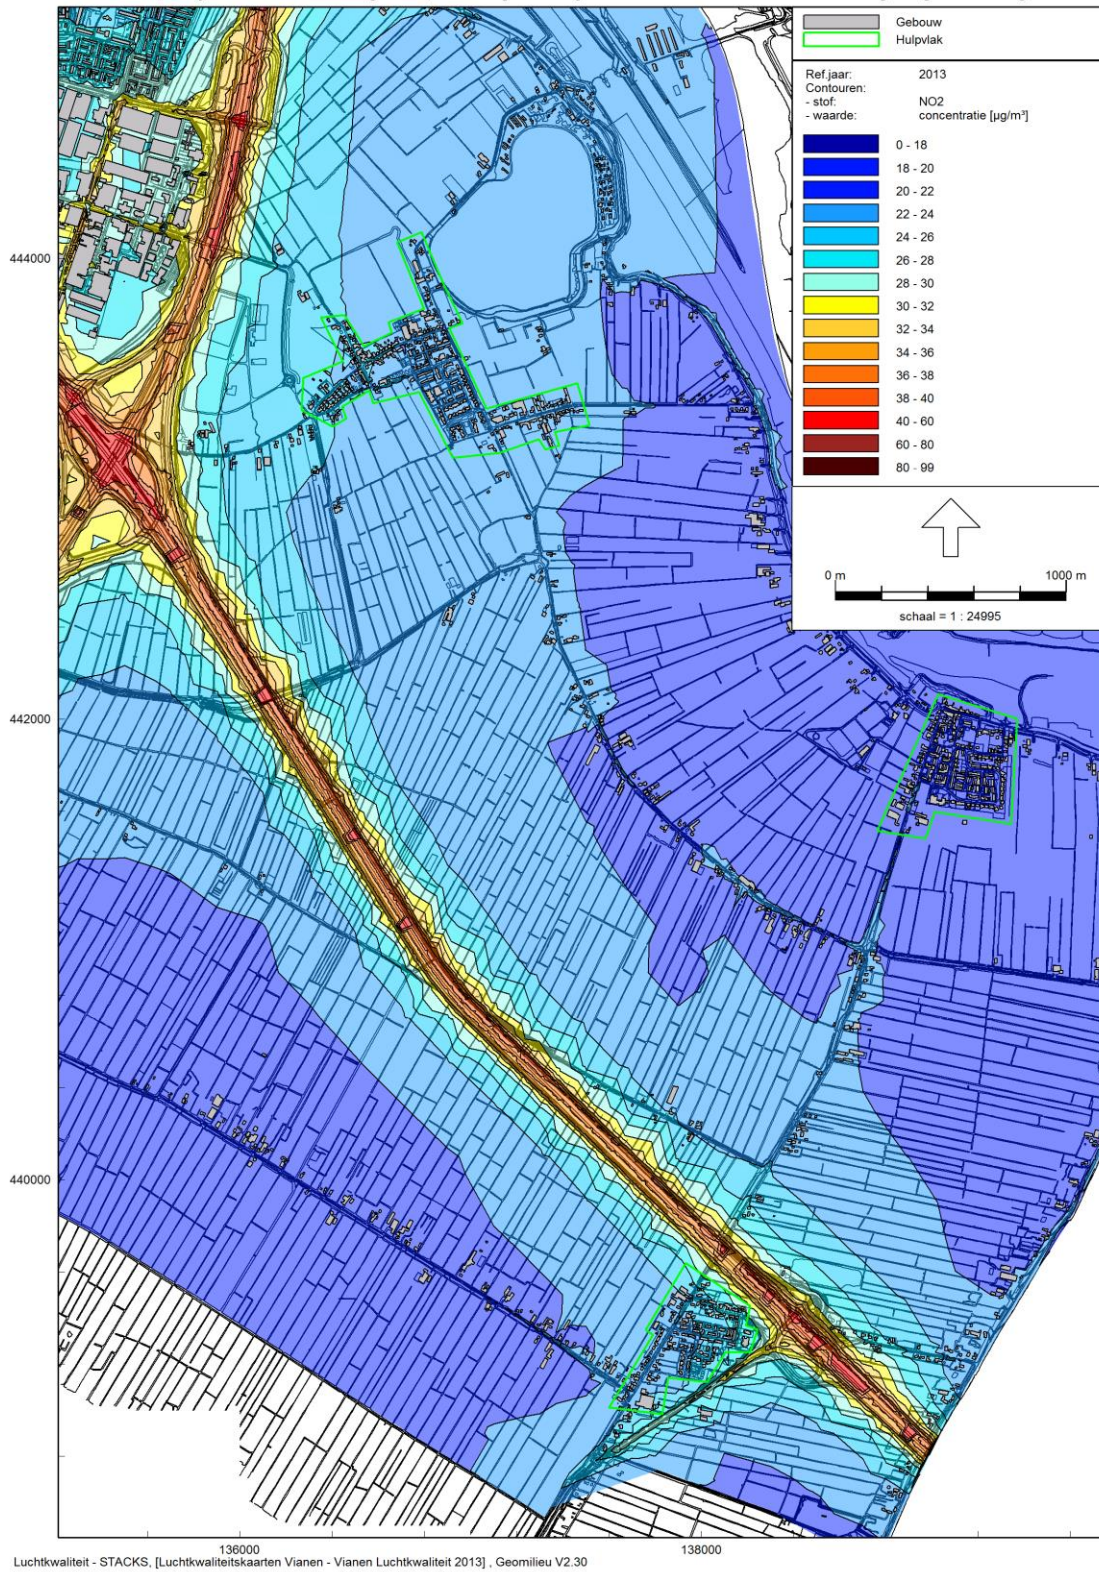 Gebouw
Hulpvlak
Ref.jaar: 2013
Contouren:
- stof: NO2
- waarde: concentratie [µg/m³]
0 - 18
18 - 20
20 - 22
22 - 24
24 - 26
26 - 28
28 - 30
30 - 32
32 - 34
34 - 36
36 - 38
38 - 40
40 - 60
60 - 80
80 - 99
0 m 1000 m
schaal = 1 : 24995
444000
442000
440000
136000 138000
Luchtkwaliteit - STACKS, [Luchtkwaliteitskaarten Vianen - Vianen Luchtkwaliteit 2013] , Geomilieu V2.30